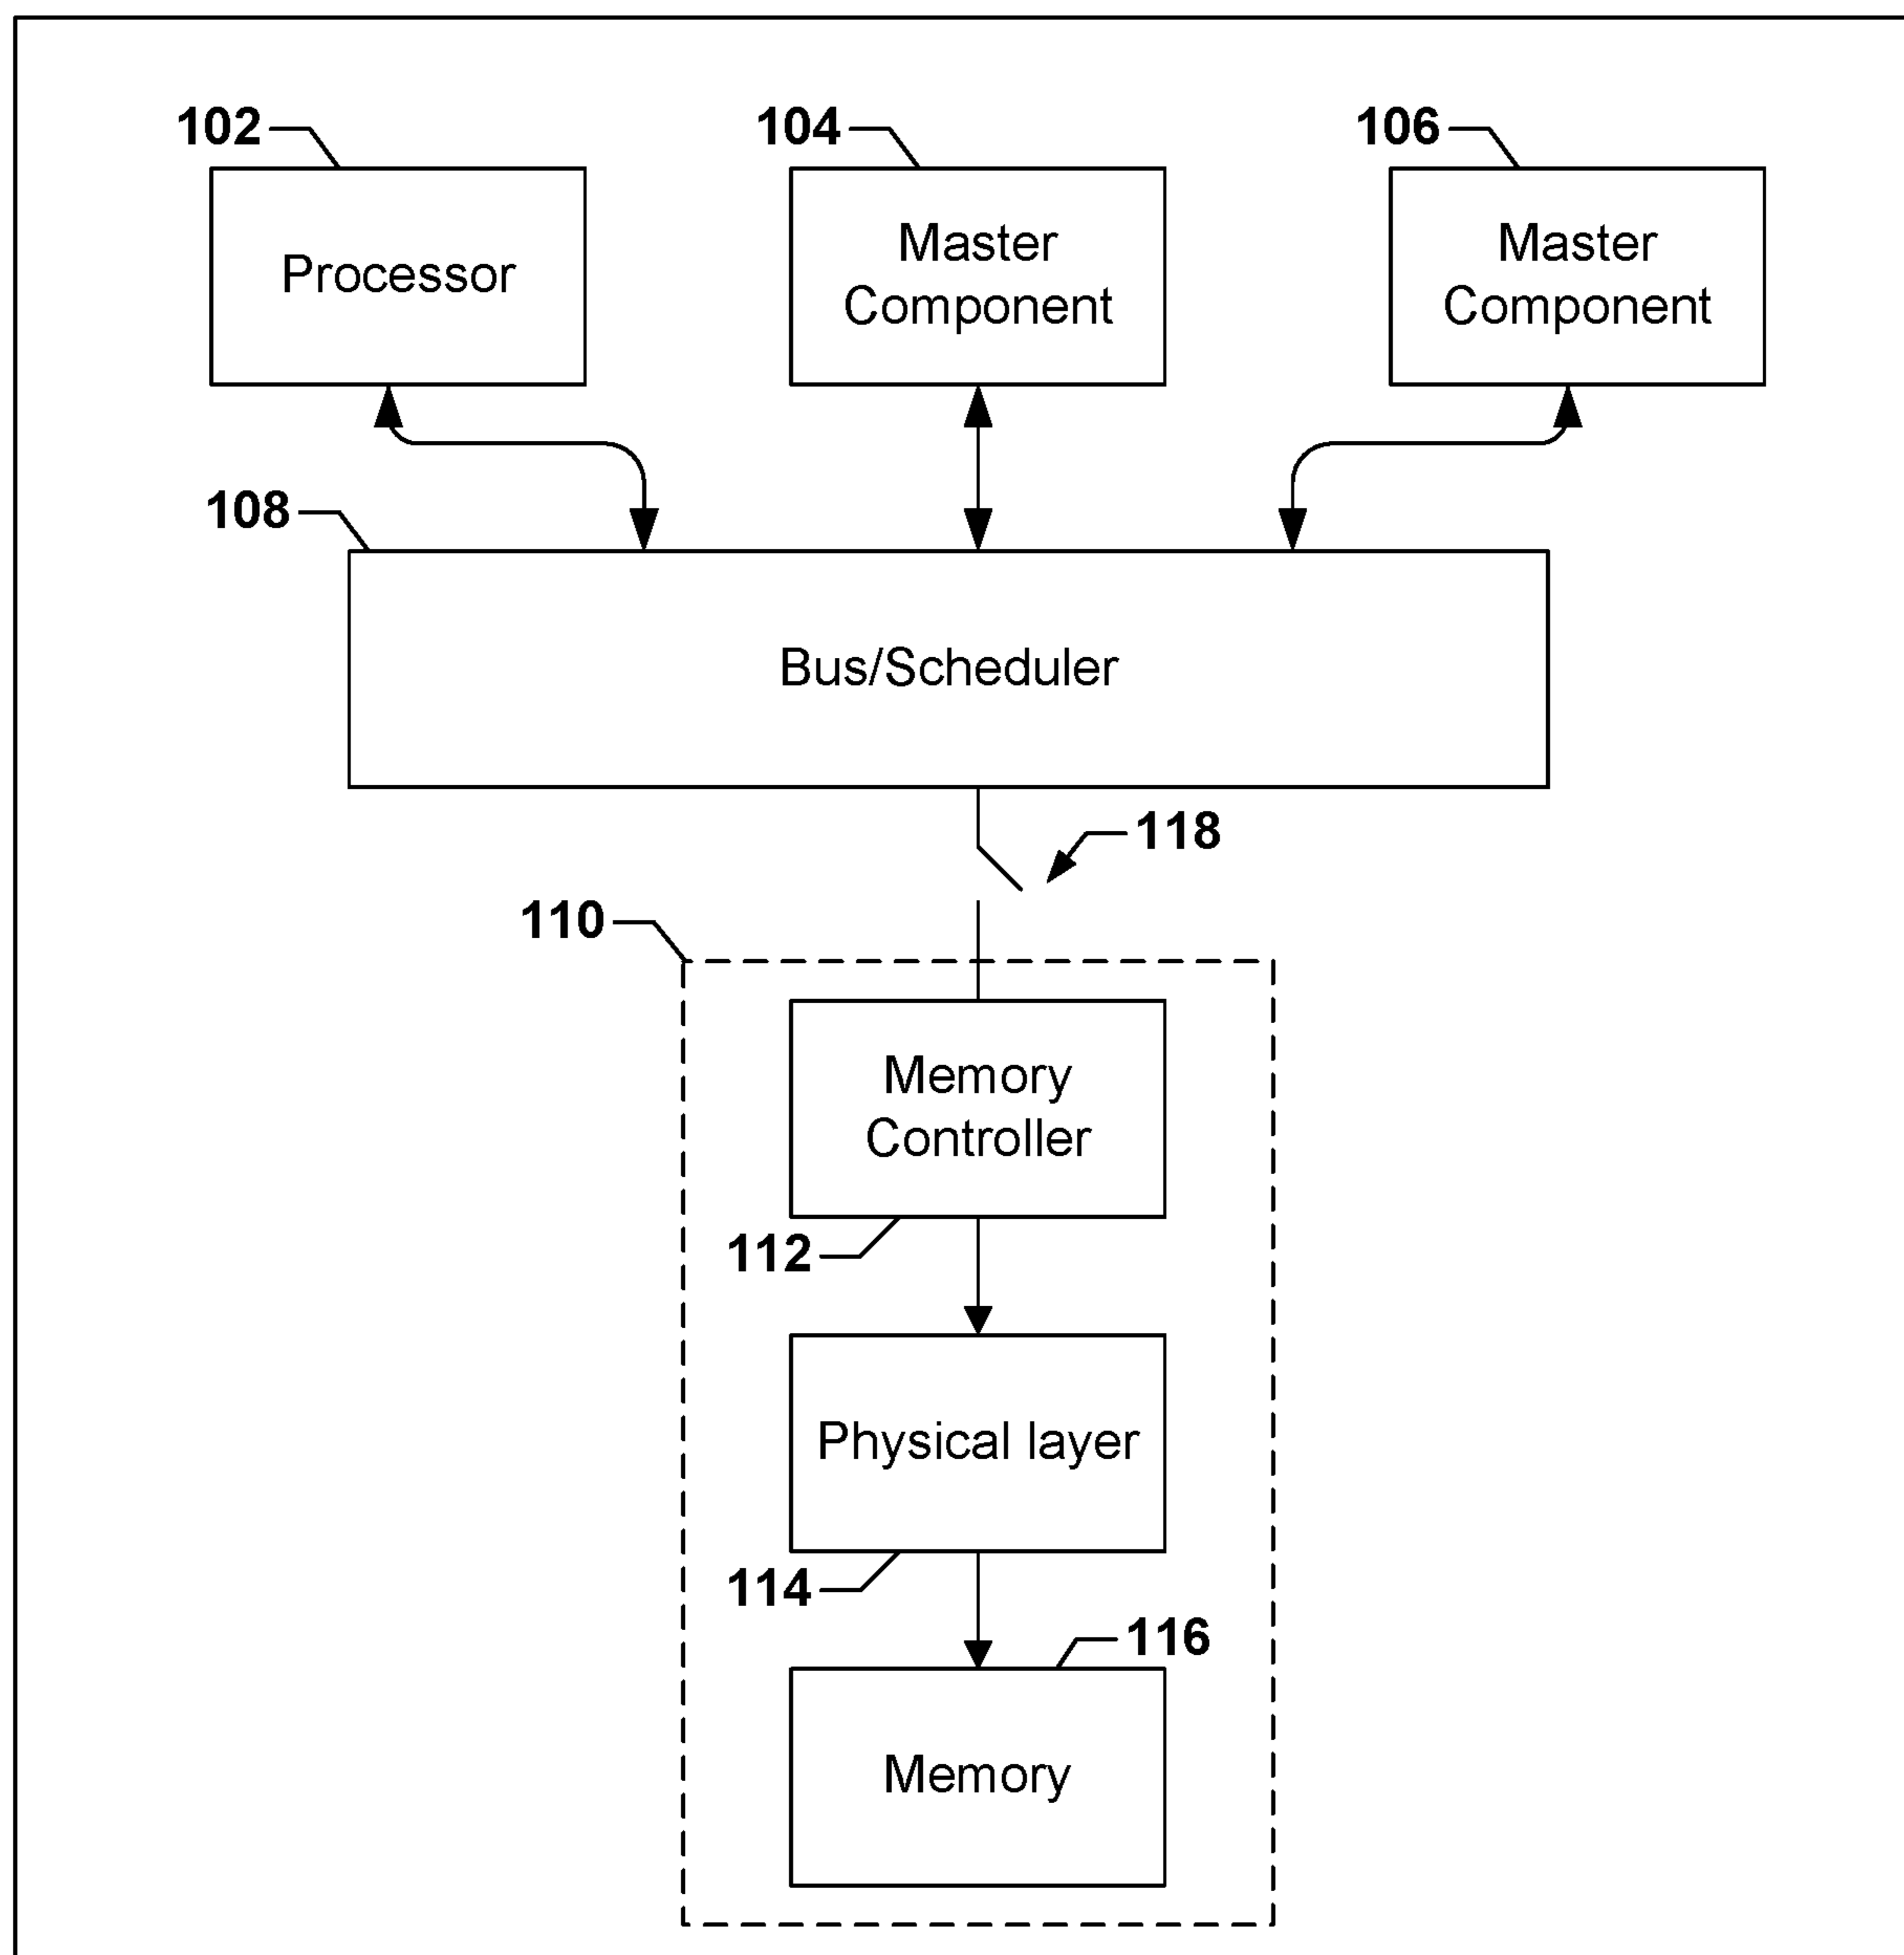 102
104
106
Processor
Master
Component
Master
Component
108
Bus/Scheduler
118
110
Memory
Controller
112
Physical layer
114
116
Memory